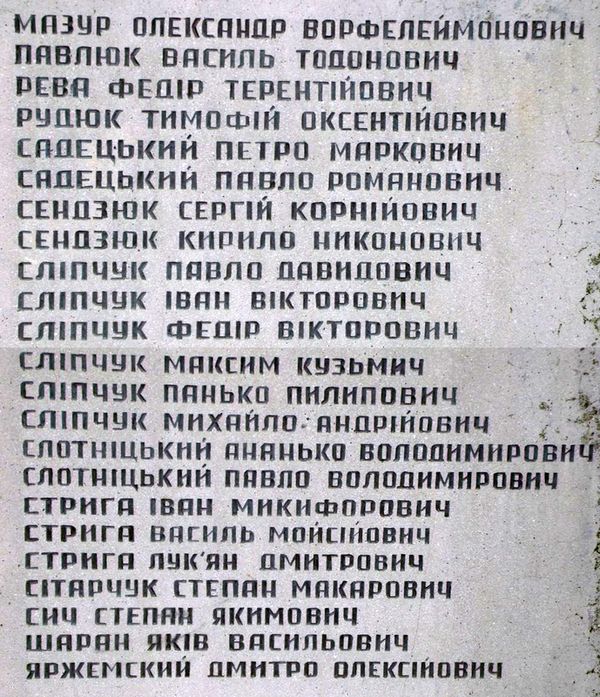 МАЗУР ОЛЕКСАНДР ВОРФЕЛЕЙМОНОВИЧ
ПАВЛЮК ВАСИЛЬ ТОДОНОВИЧ
РЕВА ФЕДІР ТЕРЕНТІЙОВИЧ
РУДЮК ТИМОФІЙ ОКСЕНТІЙОВИЧ
САДЕЦЬКИЙ ПЕТРО МАРКОВИЧ
САДЕЦЬКИЙ ПАВЛО РОМАНОВИЧ
СЕНДЗЮК СЕРГІЙ КОРНІЙОВИЧ
СЕНДЗЮК КИРИЛО НИКОНОВИЧ
СЛІПЧУК ПАВЛО ДАВИДОВИЧ
СЛІПЧУК ІВАН ВІКТОРОВИЧ
СЛІПЧУК ФЕДІР ВІКТОРОВИЧ
СЛІПЧУК МАКСИМ КУЗЬМИЧ
СЛІПЧУК ПАНЬКО ПИЛИПОВИЧ
СЛІПЧУК МИХАЙЛО АНДРІЙОВИЧ
СЛОТНІЦЬКИЙ АНАНЬКО ВОЛОДИМИРОВИЧ
СЛОТНІЦЬКИЙ ПАВЛО ВОЛОДИМИРОВИЧ
СТРИГА ІВАН МИКИФОРОВИЧ
СТРИГА ВАСИЛЬ МОЙСІЙОВИЧ
СТРИГА ЛУК'ЯН ДМИТРОВИЧ
СІТАРЧУК СТЕПАН МАКАРОВИЧ
СИЧ СТЕПАН ЯКИМОВИЧ
ШАРАН ЯКІВ ВАСИЛЬОВИЧ
ЯРЖЕМСКИЙ ДМИТРО ОЛЕКСІЙОВИЧ